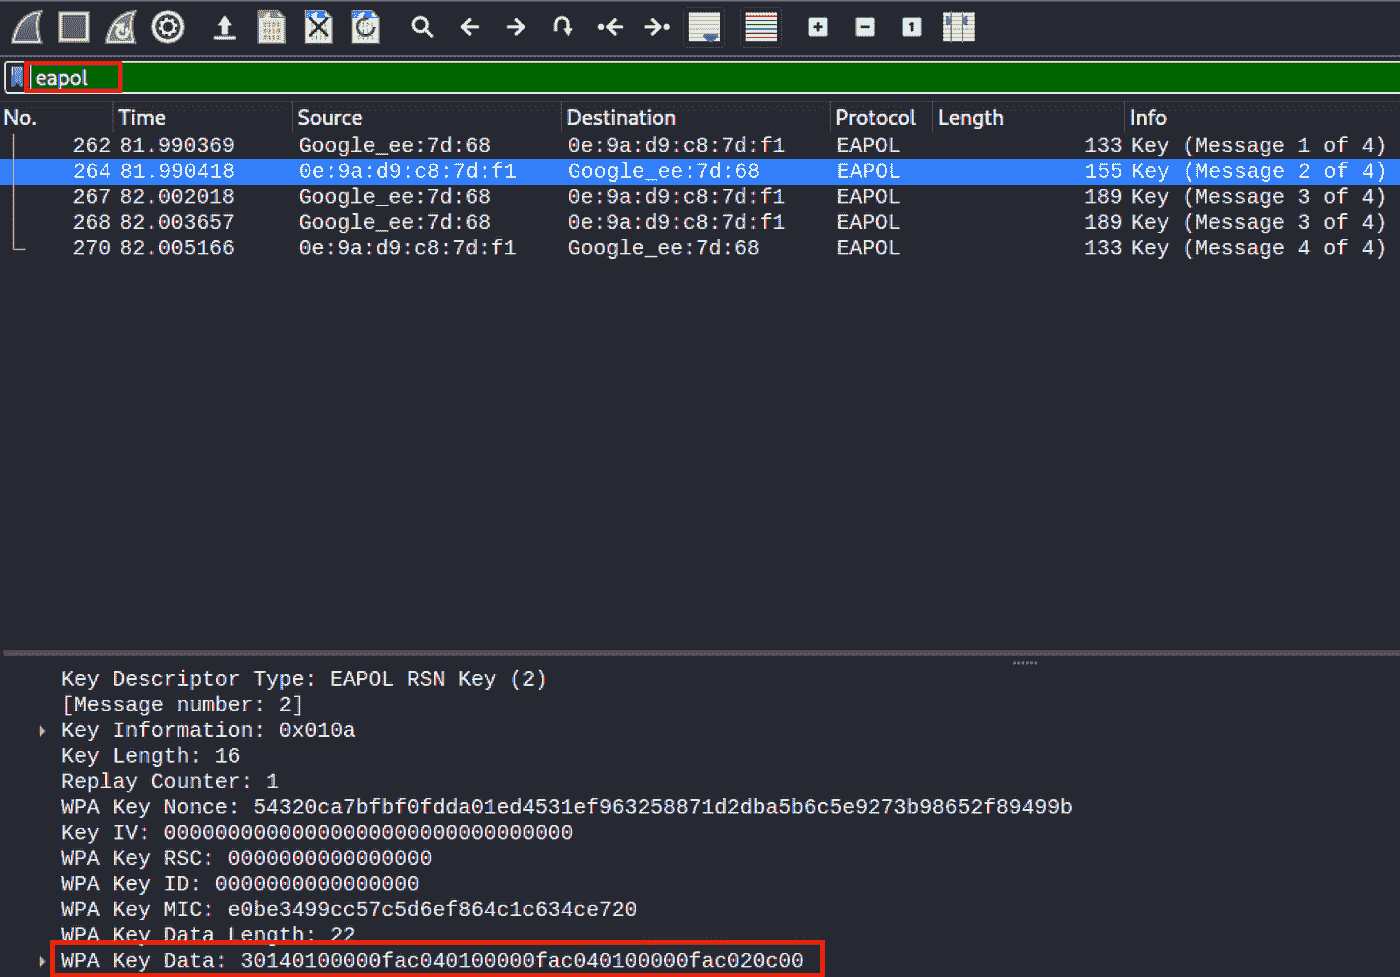 eapol
No. Time Source Destination Protocol Length Info
262 81.990369 Google_ee:7d:68 0e:9a:d9:c8:7d:f1 EAPOL 133 Key (Message 1 of 4)
264 81.990418 0e:9a:d9:c8:7d:f1 Google_ee:7d:68 EAPOL 155 Key (Message 2 of 4)
267 82.002018 Google_ee:7d:68 0e:9a:d9:c8:7d:f1 EAPOL 189 Key (Message 3 of 4)
268 82.003657 Google_ee:7d:68 0e:9a:d9:c8:7d:f1 EAPOL 189 Key (Message 3 of 4)
270 82.005166 0e:9a:d9:c8:7d:f1 Google_ee:7d:68 EAPOL 133 Key (Message 4 of 4)
Key Descriptor Type: EAPOL RSN Key (2)
[Message number: 2]
Key Information: 0x010a
Key Length: 16
Replay Counter: 1
WPA Key Nonce: 54320ca7bfbf0fdda01ed4531ef963258871d2dba5b6c5e9273b98652f89499b
Key IV: 00000000000000000000000000000000
WPA Key RSC: 0000000000000000
WPA Key ID: 0000000000000000
WPA Key MIC: e0be3499cc57c5d6ef864c1c634ce720
WPA Key Data Length: 22
WPA Key Data: 30140100000fac040100000fac040100000fac020c00